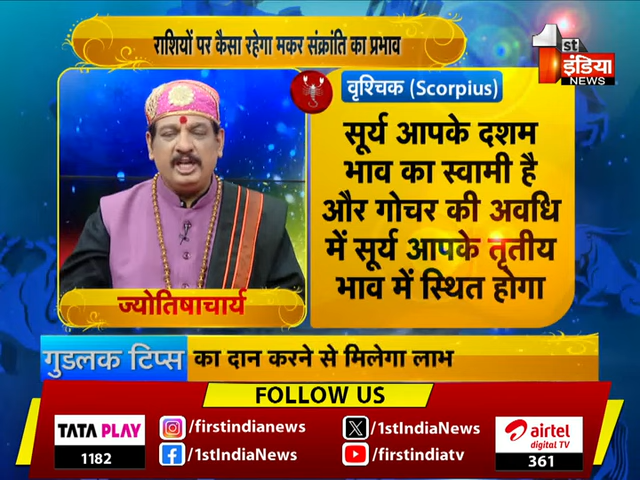 राशियों पर कैसा रहेगा मकर संक्रांति का प्रभाव
1st
इंडिया
NEWS
वृश्चिक (Scorpius)
सूर्य आपके दशम
भाव का स्वामी है
और गोचर की अवधि
में सूर्य आपके तृतीय
भाव में स्थित होगा
ज्योतिषाचार्य
गुडलक टिप्स का दान करने से मिलेगा लाभ
FOLLOW US
TATA PLAY
1182
/firstindianews
/1stIndiaNews
/1stIndiaNews
/firstindiatv
airtel
digital TV
361